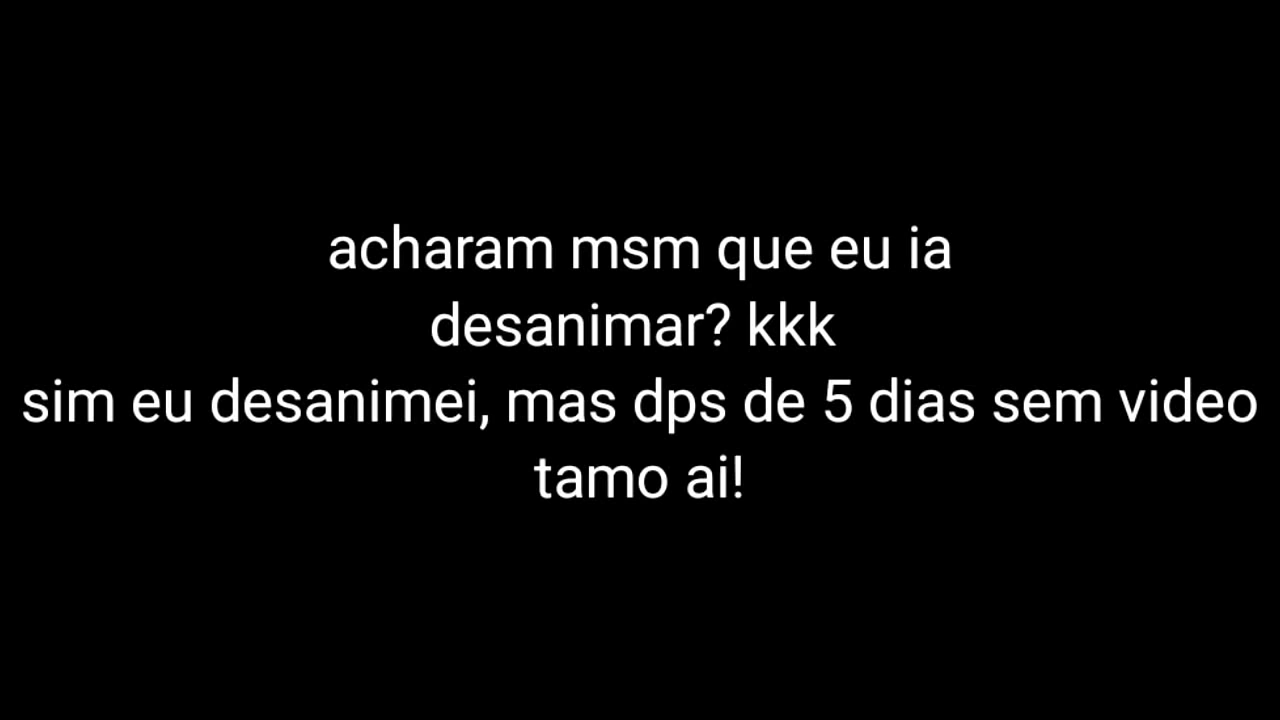 acharam msm que eu ia
desanimar? kkk
sim eu desanimei, mas dps de 5 dias sem video
tamo ai!